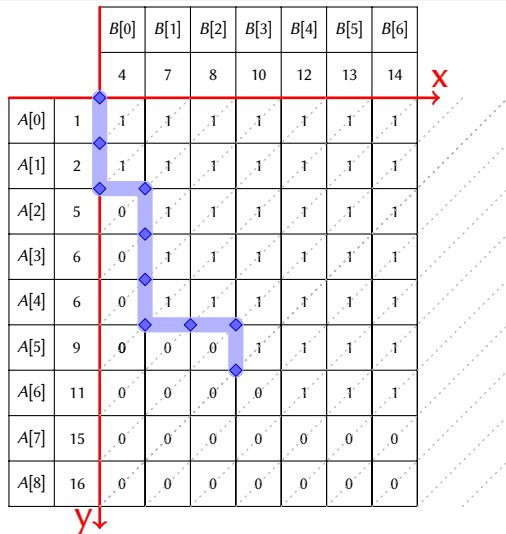 B[0] B[1] B[2] B[3] B[4] B[5] B[6]
4 7 8 10 12 13 14
x
A[0] 1 1 1 1 1 1 1 1
A[1] 2 1 1 1 1 1 1 1
A[2] 5 0 1 1 1 1 1 1
A[3] 6 0 1 1 1 1 1 1
A[4] 6 0 1 1 1 1 1 1
A[5] 9 0 0 0 1 1 1 1
A[6] 11 0 0 0 0 1 1 1
A[7] 15 0 0 0 0 0 0 0
A[8] 16 0 0 0 0 0 0 0
y